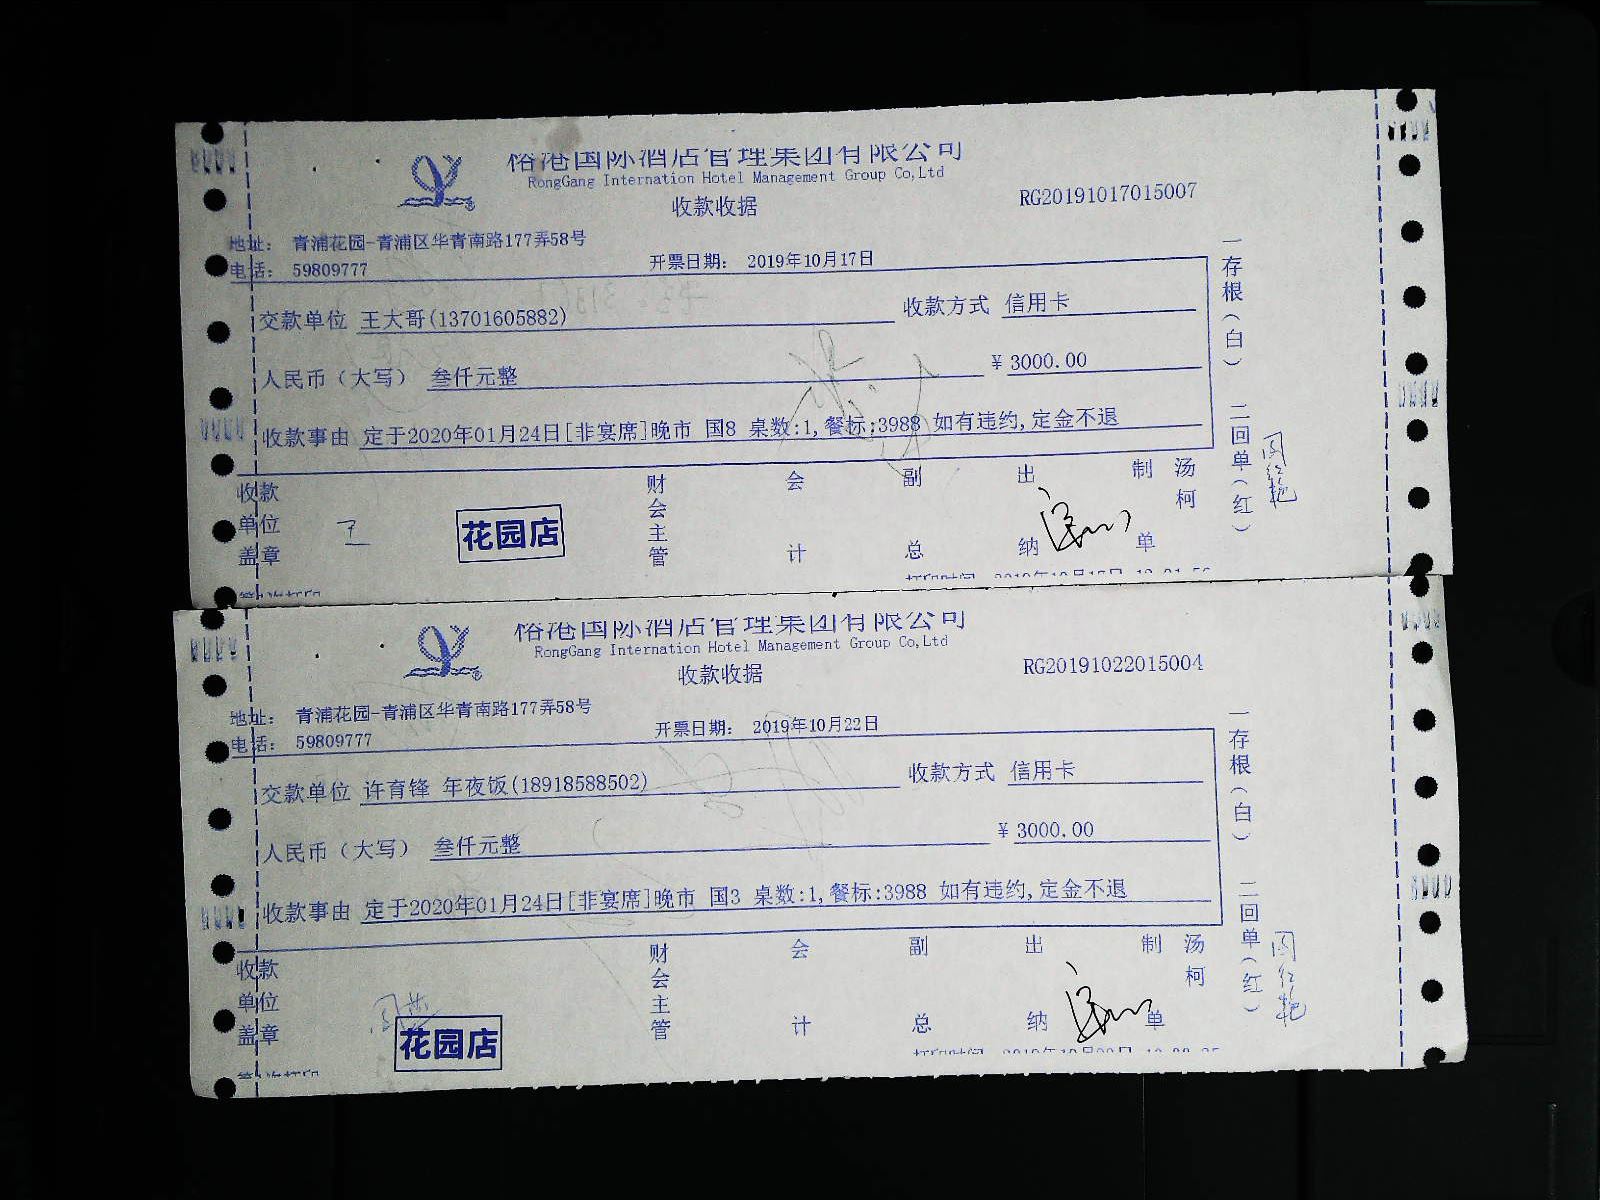 裕港国际酒店管理集团有限公司
RongGang Internation Hotel Management Group Co,Ltd
收款收据
RG20191017015007
地址: 青浦花园-青浦区华青南路177弄58号
电话: 59809777
开票日期: 2019年10月17日
交款单位 王大哥(13701605882)
收款方式 信用卡
人民币（大写） 叁仟元整
¥ 3000.00
收款事由 定于2020年01月24日[非宴席]晚市 国8 桌数:1,餐标:3988 如有违约,定金不退
一存根（白） 二回单（红）
收款单位盖章
王
花园店
财会主管
会计
副总
出纳
制单
汤柯
裕港国际酒店管理集团有限公司
RongGang Internation Hotel Management Group Co,Ltd
收款收据
RG20191022015004
地址: 青浦花园-青浦区华青南路177弄58号
电话: 59809777
开票日期: 2019年10月22日
交款单位 许育锋 年夜饭(18918588502)
收款方式 信用卡
人民币（大写） 叁仟元整
¥ 3000.00
收款事由 定于2020年01月24日[非宴席]晚市 国3 桌数:1,餐标:3988 如有违约,定金不退
一存根（白） 二回单（红）
收款单位盖章
花园店
财会主管
会计
副总
出纳
制单
汤柯